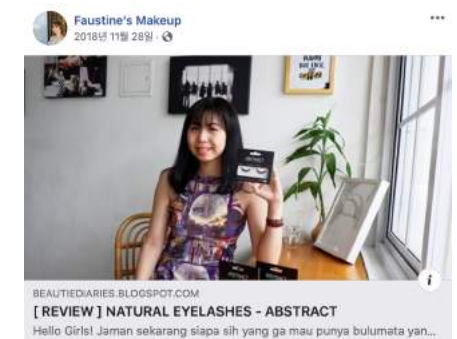 Faustine's Makeup
2018년 11월 28일 ·
ABSTRACT
BEAUTIEDIARIES.BLOGSPOT.COM
[ REVIEW ] NATURAL EYELASHES - ABSTRACT
Hello Girls! Jaman sekarang siapa sih yang ga mau punya bulumata yan...